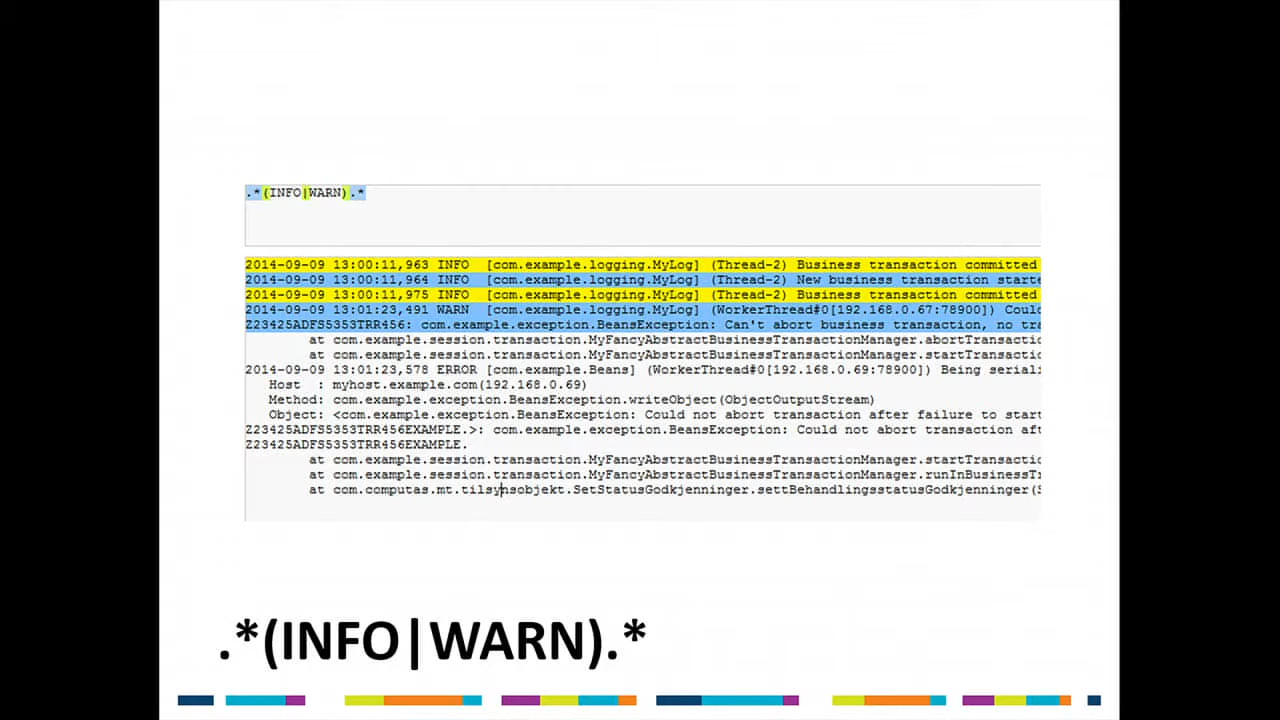 .*(INFO|WARN).*
2014-09-09 13:00:11,963 INFO  [com.example.logging.MyLog] (Thread-2) Business transaction committed
2014-09-09 13:00:11,964 INFO  [com.example.logging.MyLog] (Thread-2) New business transaction starte
2014-09-09 13:00:11,975 INFO  [com.example.logging.MyLog] (Thread-2) Business transaction committed
2014-09-09 13:01:23,491 WARN  [com.example.logging.MyLog] (WorkerThread#0[192.168.0.67:78900]) Coul
Z23425ADFS5353TRR456: com.example.exception.BeansException: Can't abort business transaction, no tra
at com.example.session.transaction.MyFancyAbstractBusinessTransactionManager.abortTransactio
at com.example.session.transaction.MyFancyAbstractBusinessTransactionManager.startTransactio
2014-09-09 13:01:23,578 ERROR [com.example.Beans] (WorkerThread#0[192.168.0.69:78900]) Being seriali
Host  : myhost.example.com(192.168.0.69)
Method: com.example.exception.BeansException.writeObject(ObjectOutputStream)
Object: <com.example.exception.BeansException: Could not abort transaction after failure to start
Z23425ADFS5353TRR456EXAMPLE.>: com.example.exception.BeansException: Could not abort transaction aft
Z23425ADFS5353TRR456EXAMPLE.
at com.example.session.transaction.MyFancyAbstractBusinessTransactionManager.startTransactio
at com.example.session.transaction.MyFancyAbstractBusinessTransactionManager.runInBusinessT
at com.computas.mt.tilsynsobjekt.SetStatusGodkjenninger.settBehandlingsstatusGodkjenninger(S
.*(INFO|WARN).*